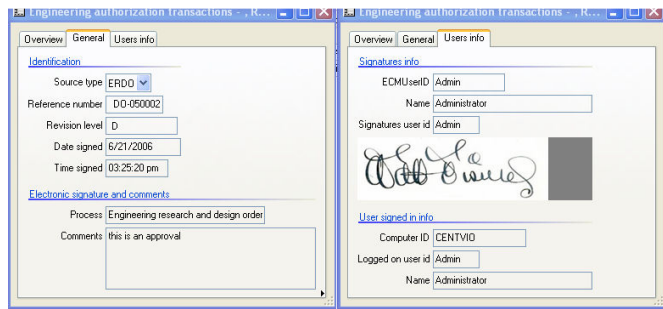 Engineering authorization transactions - , R...
Overview General Users info
Identification
Source type ERDO
Reference number DO-050002
Revision level D
Date signed 6/21/2006
Time signed 03:25:20 pm
Electronic signature and comments
Process Engineering research and design order
Comments this is an approval
Engineering authorization transactions - , R...
Overview General Users info
Signatures info
ECMUserID Admin
Name Administrator
Signatures user id Admin
Walt Disney
User signed in info
Computer ID CENTVIO
Logged on user id Admin
Name Administrator